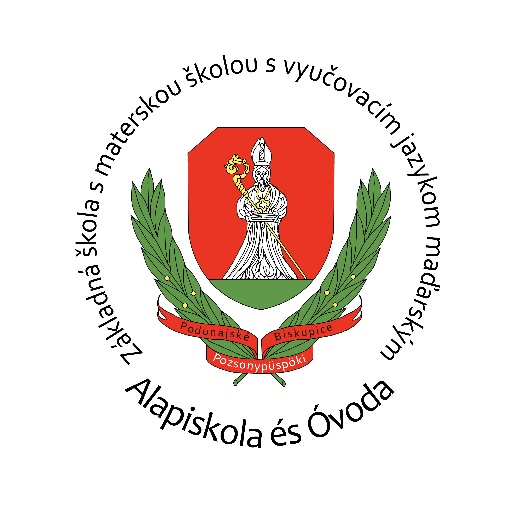 Základná škola s materskou školou s vyučovacím jazykom maďarským
Podunajské Biskupice
Pozsonypüspöki
Alapiskola és Óvoda